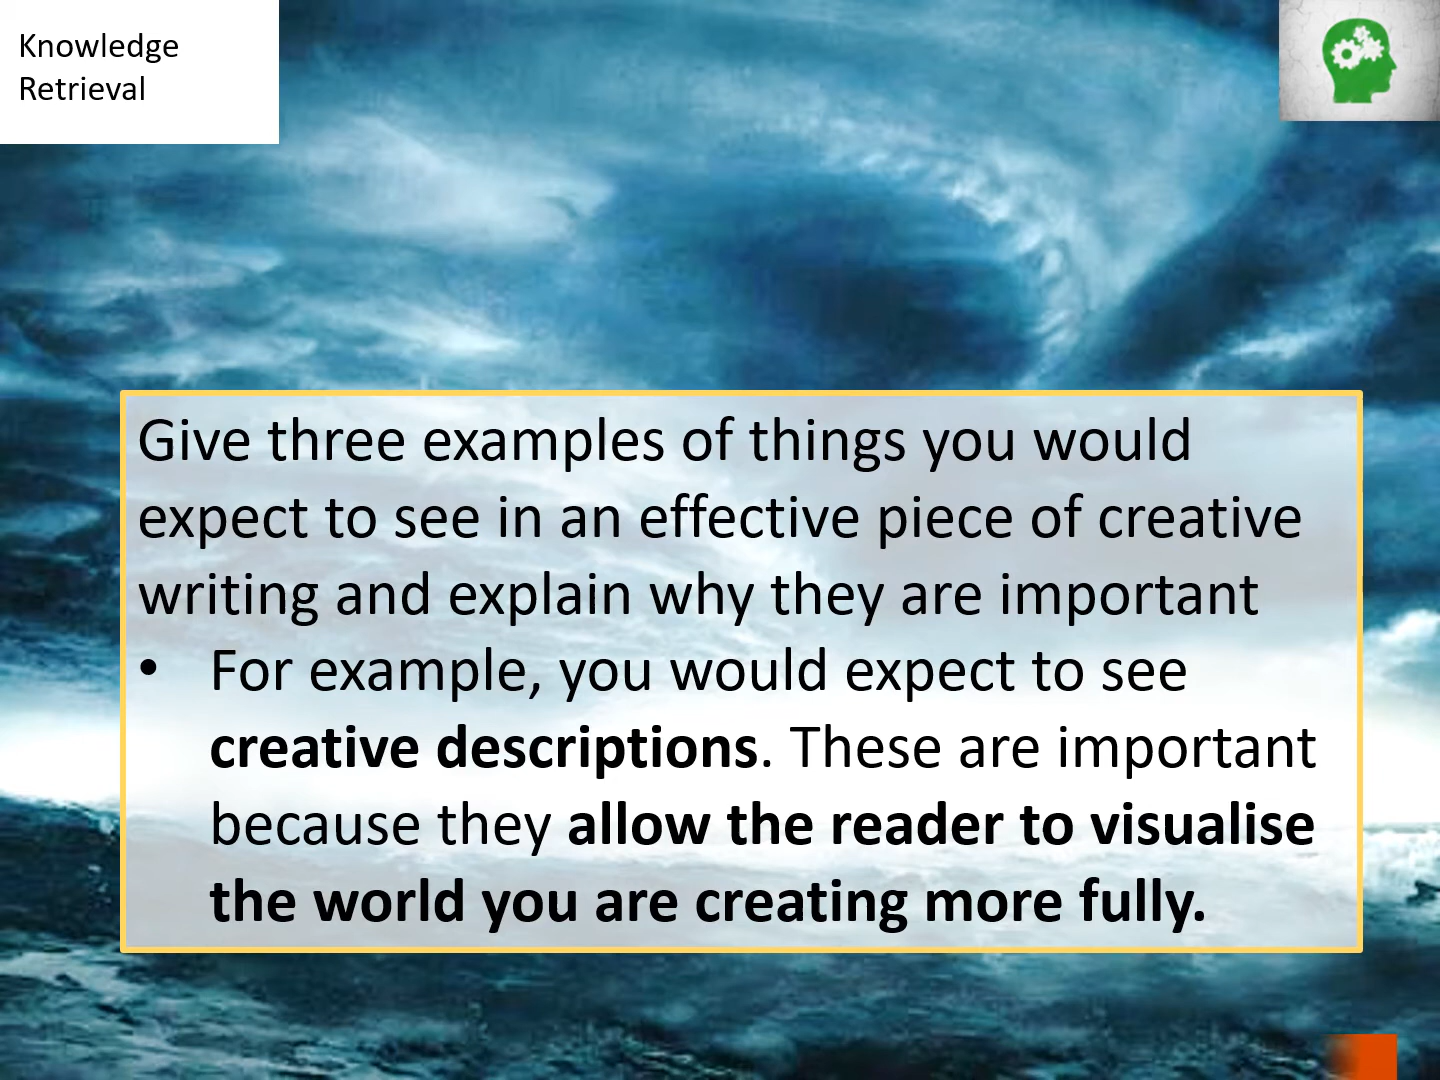 Knowledge
Retrieval
Give three examples of things you would
expect to see in an effective piece of creative
writing and explain why they are important
• For example, you would expect to see
creative descriptions. These are important
because they allow the reader to visualise
the world you are creating more fully.